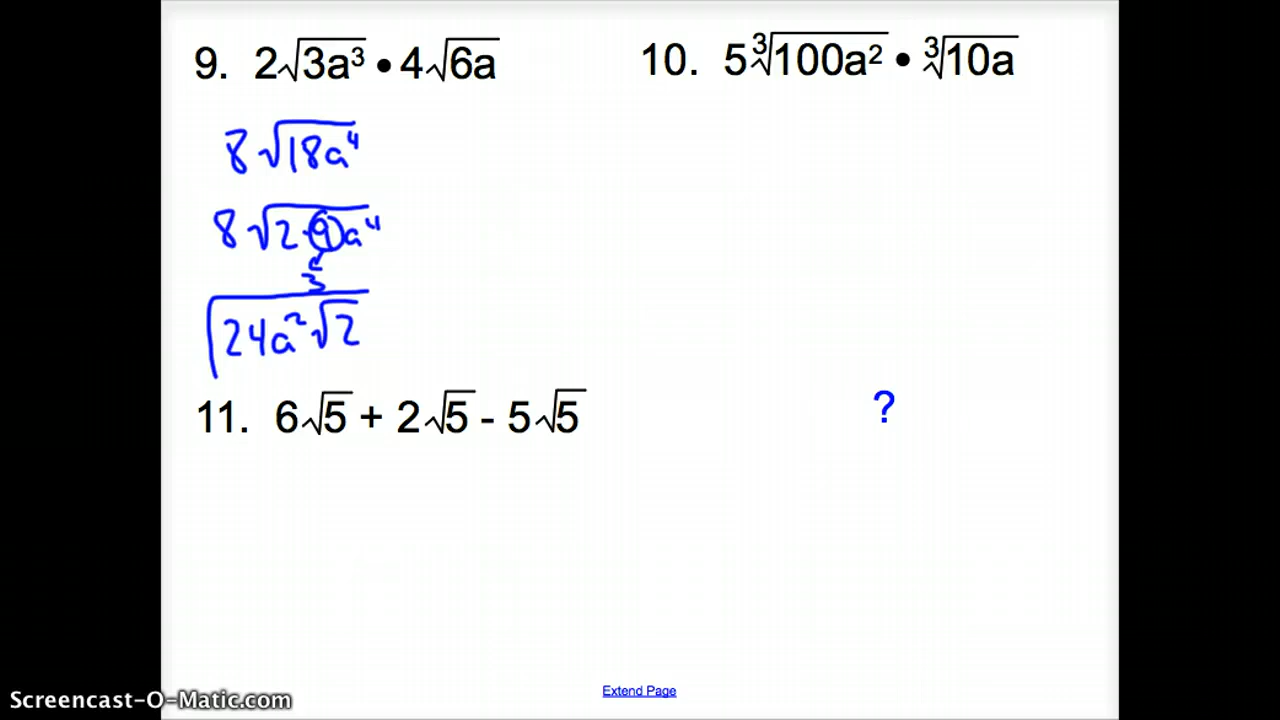 9. 2√3a³ • 4√6a
10. 5∛100a² • ∛10a
8√18a⁴
8√2·9a⁴
3
24a²√2
11. 6√5 + 2√5 - 5√5
?
Extend Page
Screencast-O-Matic.com